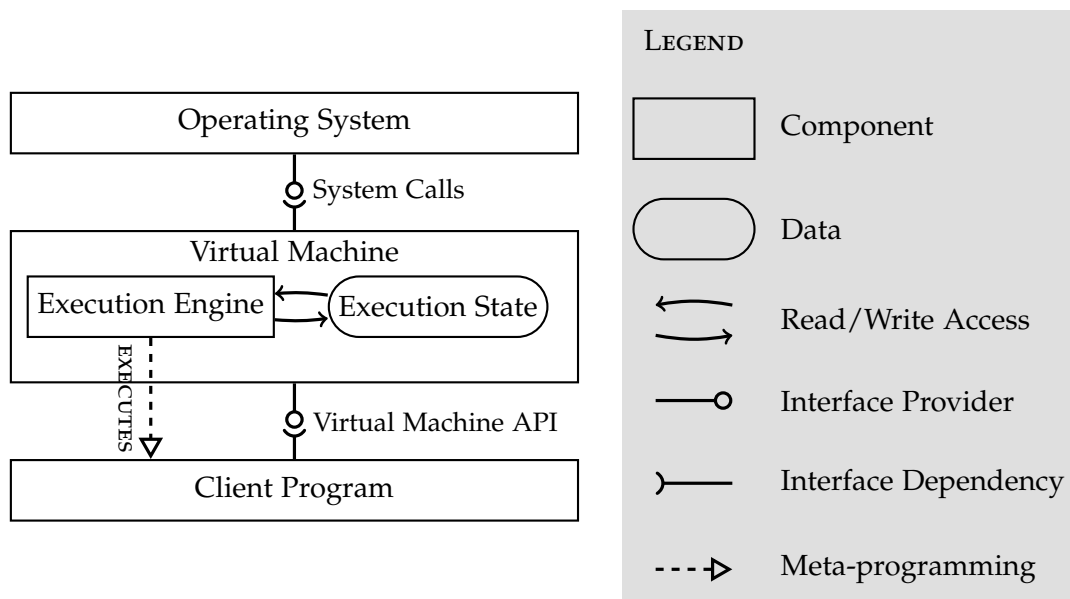 Operating System
System Calls
Virtual Machine
Execution Engine
Execution State
EXECUTES
Virtual Machine API
Client Program
LEGEND
Component
Data
Read/Write Access
Interface Provider
Interface Dependency
Meta-programming